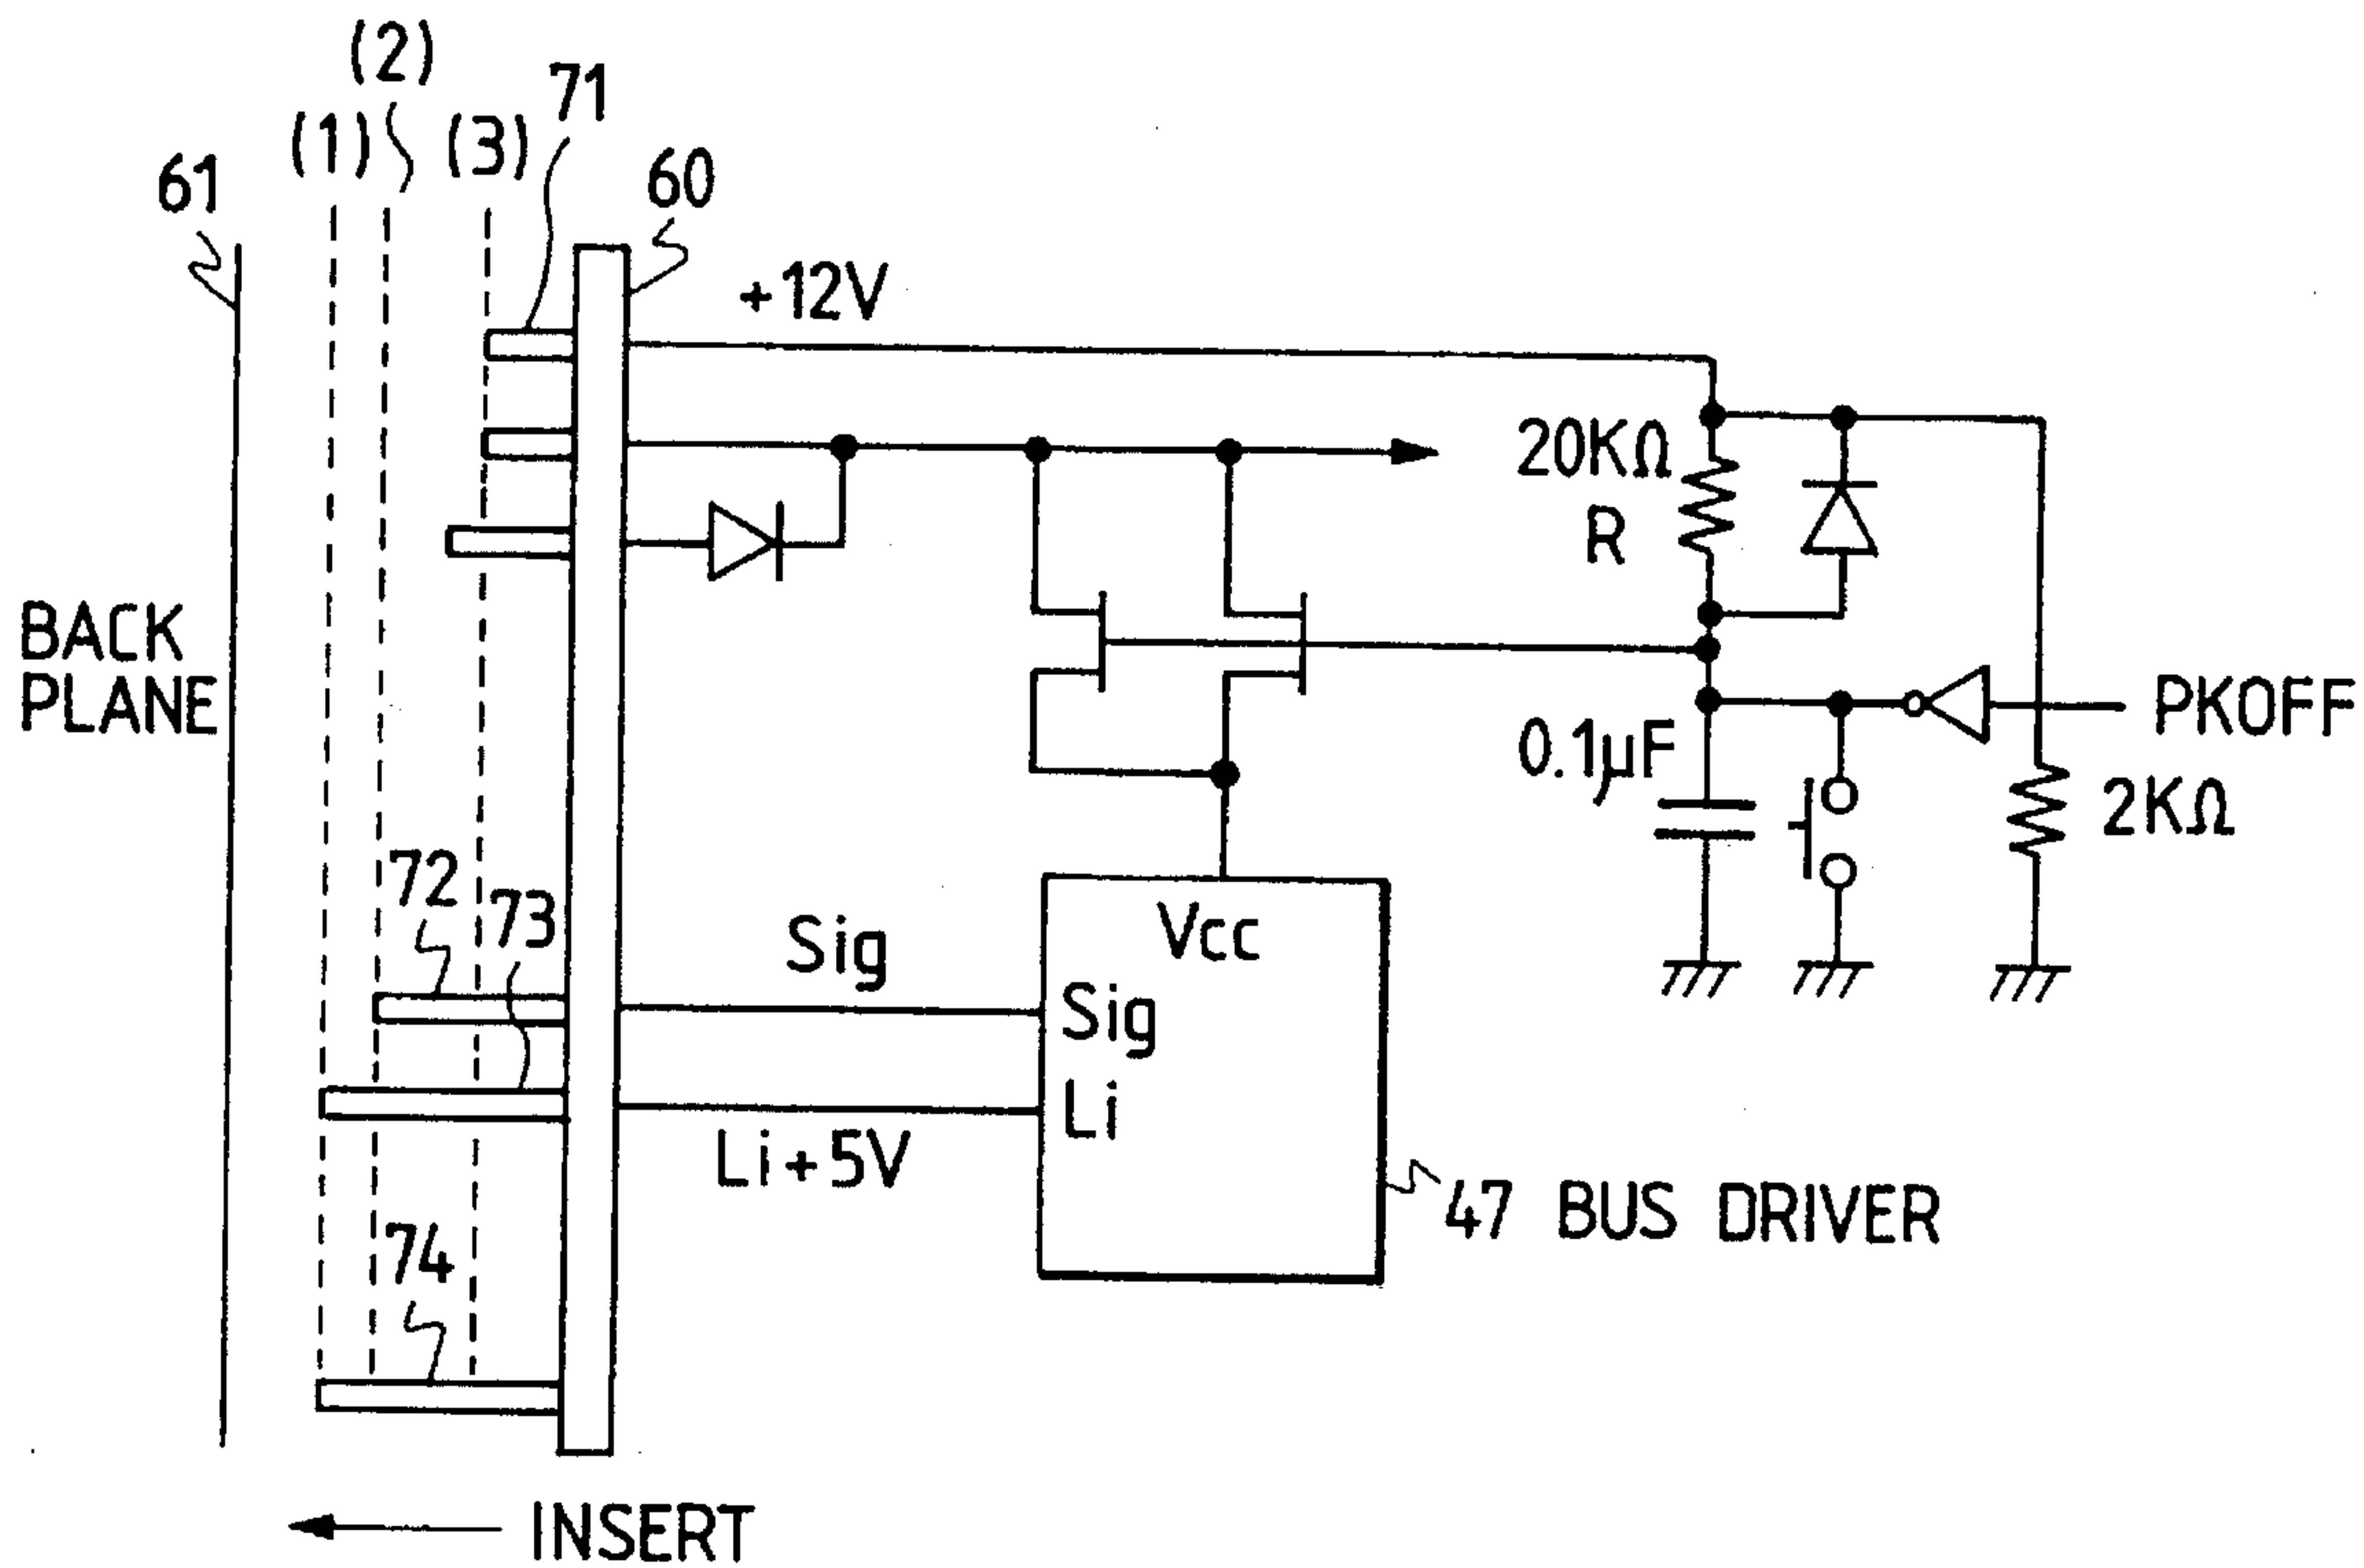 (2)
(1)
(3)
71
61
60
+12V
20KΩ
R
BACK
PLANE
PKOFF
0.1μF
2KΩ
72
73
Sig
Vcc
Sig
Li
Li+5V
74
47 BUS DRIVER
INSERT